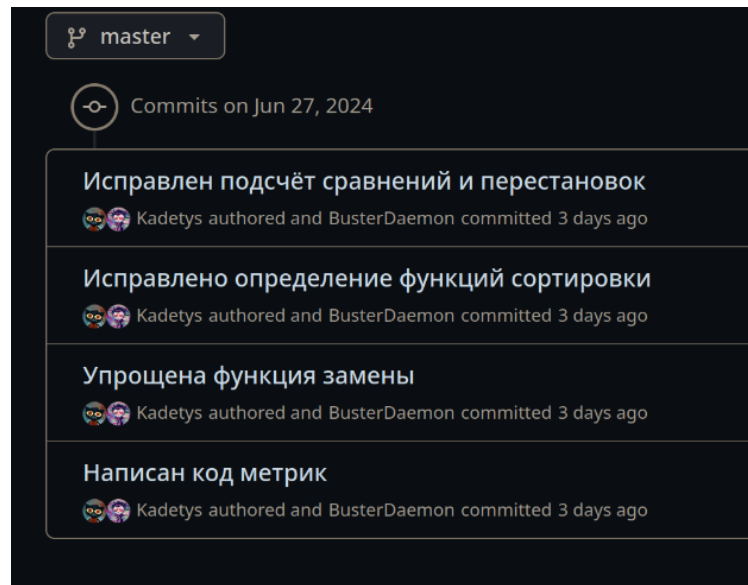 master
Commits on Jun 27, 2024
Исправлен подсчёт сравнений и перестановок
Kadetys authored and BusterDaemon committed 3 days ago
Исправлено определение функций сортировки
Kadetys authored and BusterDaemon committed 3 days ago
Упрощена функция замены
Kadetys authored and BusterDaemon committed 3 days ago
Написан код метрик
Kadetys authored and BusterDaemon committed 3 days ago